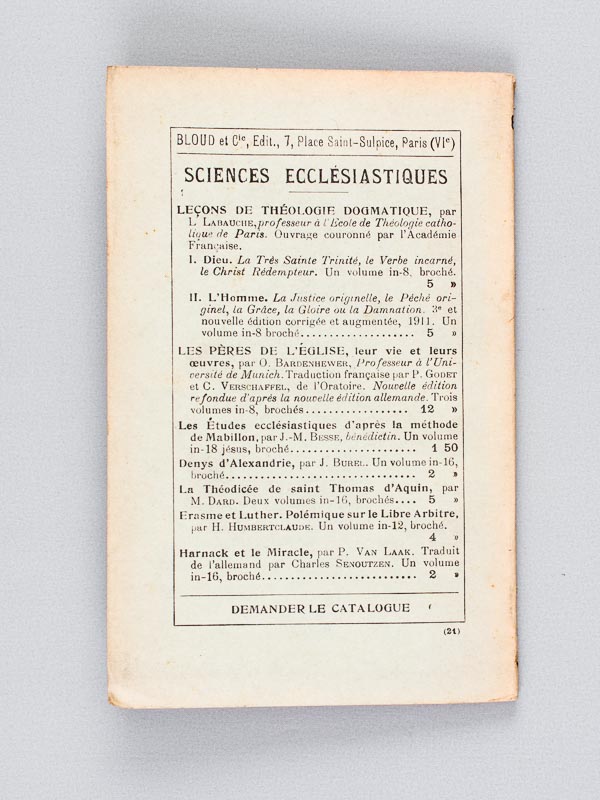 BLOUD et Cie, Edit., 7, Place Saint-Sulpice, Paris (VIe)
SCIENCES ECCLÉSIASTIQUES
LEÇONS DE THÉOLOGIE DOGMATIQUE, par
L. LABAUCHE, professeur à l'École de Théologie catho-
lique de Paris. Ouvrage couronné par l'Académie
Française.
I. Dieu. La Très Sainte Trinité, le Verbe incarné,
le Christ Rédempteur. Un volume in-8, broché.
5 »
II. L'Homme. La Justice originelle, le Péché ori-
ginel, la Grâce, la Gloire ou la Damnation. 3e et
nouvelle édition corrigée et augmentée, 1911. Un
volume in-8 broché.................... 5 »
LES PÈRES DE L'ÉGLISE, leur vie et leurs
œuvres, par O. BARDENHEWER, Professeur à l'Uni-
versité de Munich. Traduction française par P. GODET
et C. VERSCHAFFEL, de l'Oratoire. Nouvelle édition
refondue d'après la nouvelle édition allemande. Trois
volumes in-8, brochés................. 12 »
Les Études ecclésiastiques d'après la méthode
de Mabillon, par J.-M. BESSE, bénédictin. Un volume
in-18 jésus, broché..................... 1 50
Denys d'Alexandrie, par J. BUREL. Un volume in-16,
broché................................. 2 »
La Théodicée de saint Thomas d'Aquin, par
M. DARD. Deux volumes in-16, brochés.... 5 »
Erasme et Luther. Polémique sur le Libre Arbitre,
par H. HUMBERTCLAUDE. Un volume in-12, broché.
4 »
Harnack et le Miracle, par P. VAN LAAK. Traduit
de l'allemand par Charles SENOUTZEN. Un volume
in-16, broché.......................... 2 »
DEMANDER LE CATALOGUE
(21)